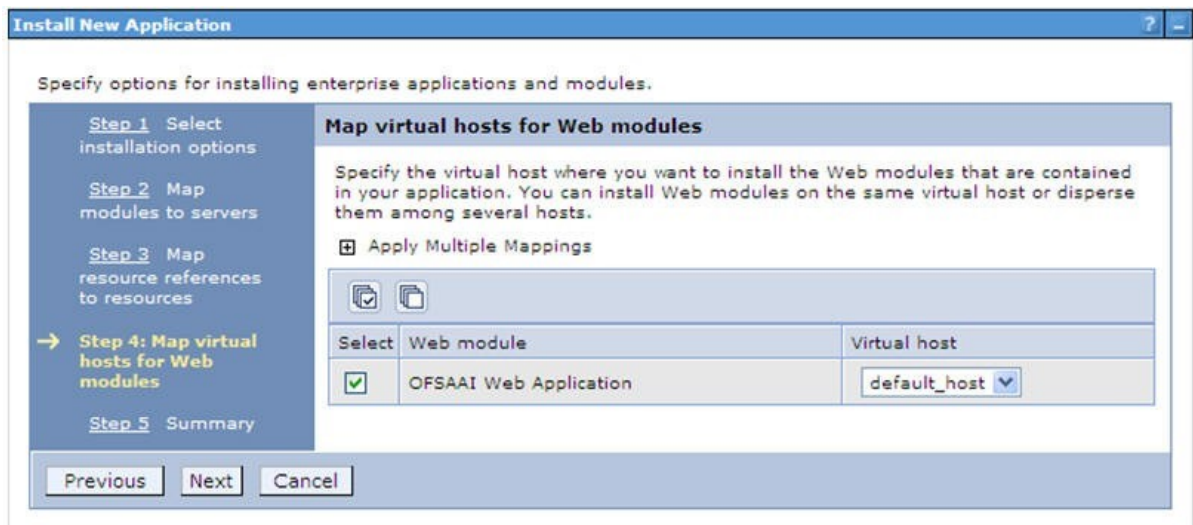 Install New Application
?
Specify options for installing enterprise applications and modules.
Step 1 Select
installation options
Step 2 Map
modules to servers
Step 3 Map
resource references
to resources
Step 4: Map virtual
hosts for Web
modules
Step 5 Summary
Map virtual hosts for Web modules
Specify the virtual host where you want to install the Web modules that are contained
in your application. You can install Web modules on the same virtual host or disperse
them among several hosts.
Apply Multiple Mappings
Select Web module Virtual host
OFSAAI Web Application default_host
Previous Next Cancel